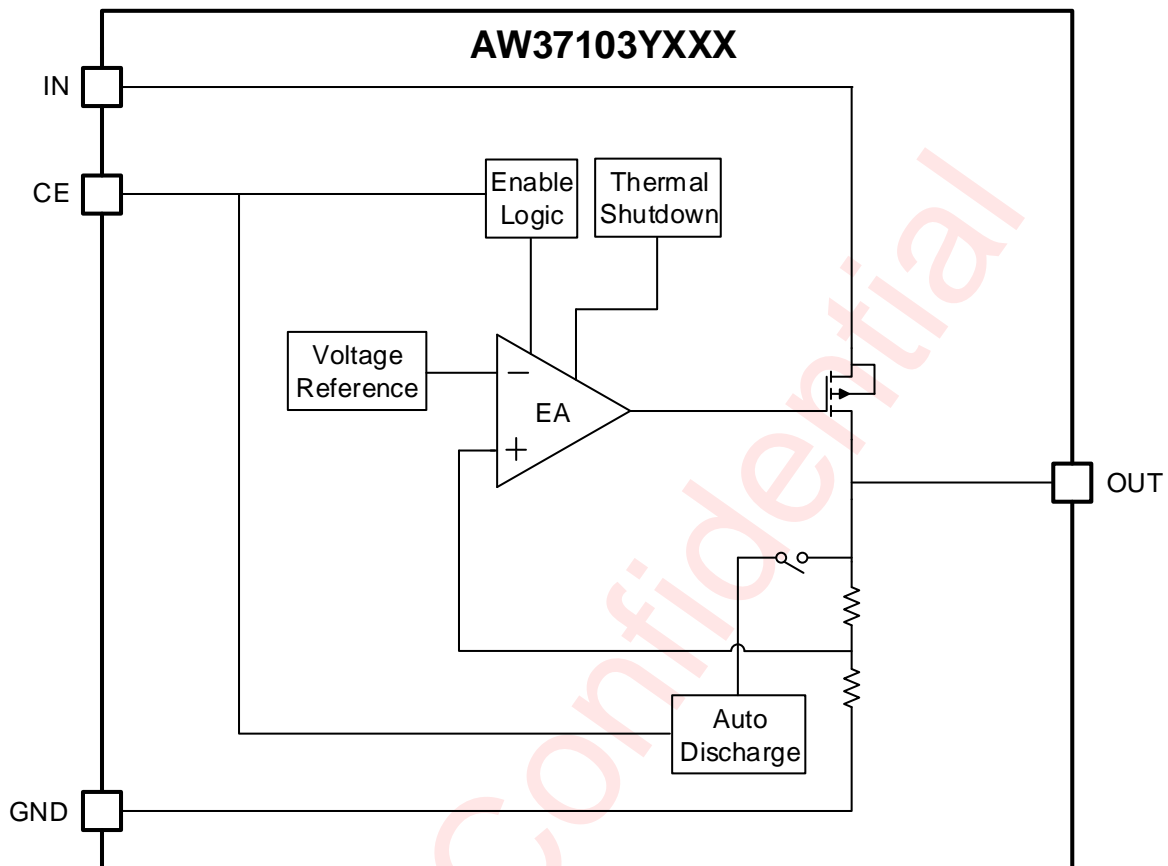 AW37103YXXX
IN
CE
Enable
Logic
Thermal
Shutdown
Voltage
Reference
−
EA
+
OUT
Auto
Discharge
GND
Confidential